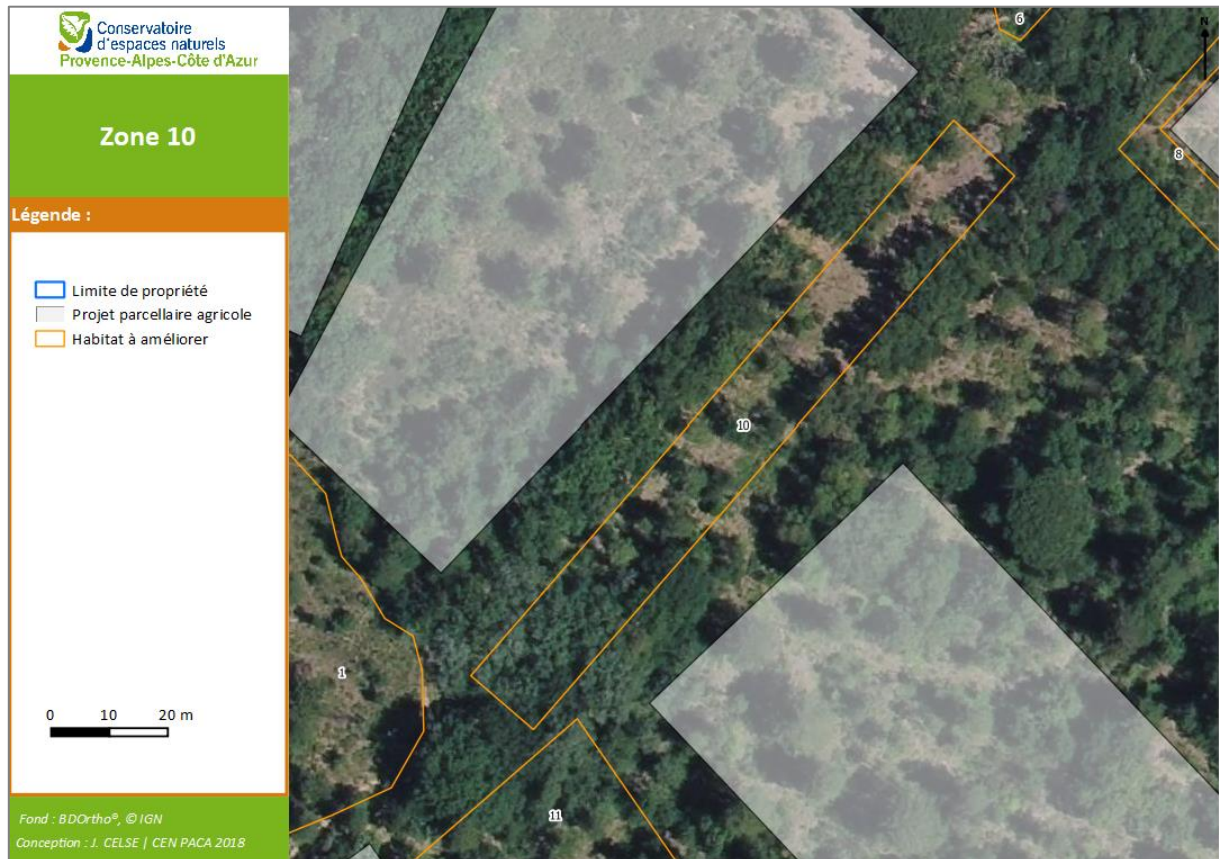 Conservatoire
d'espaces naturels
Provence-Alpes-Côte d'Azur
Zone 10
Légende :
Limite de propriété
Projet parcellaire agricole
Habitat à améliorer
0 10 20 m
Fond : BDOrtho®, © IGN
Conception : J. CELSE | CEN PACA 2018
6
N
8
10
1
11